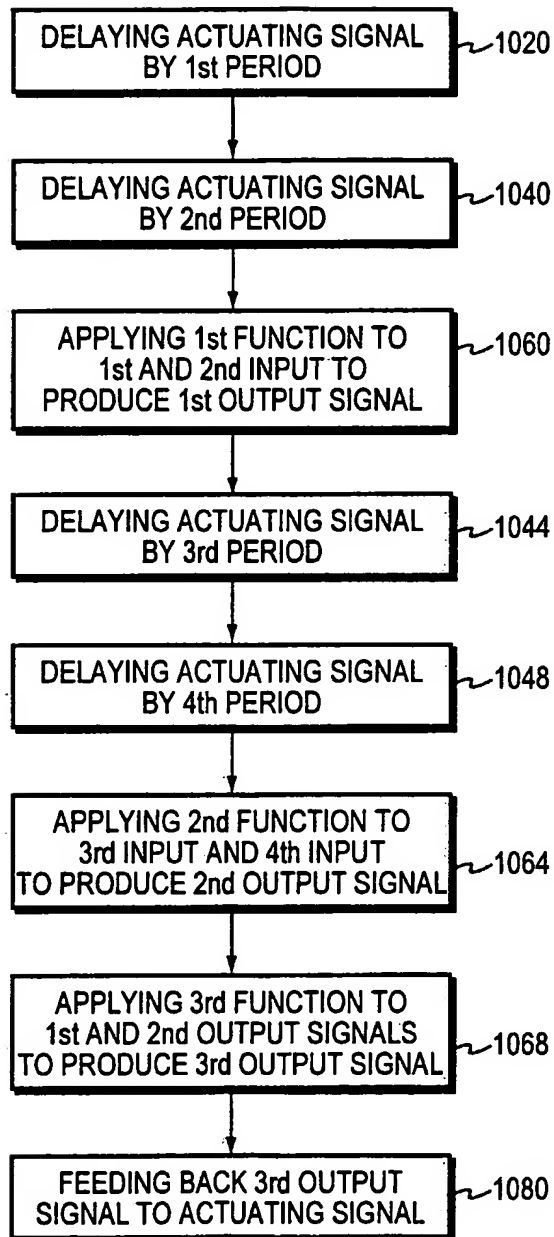 DELAYING ACTUATING SIGNAL
BY 1st PERIOD
1020
DELAYING ACTUATING SIGNAL
BY 2nd PERIOD
1040
APPLYING 1st FUNCTION TO
1st AND 2nd INPUT TO
PRODUCE 1st OUTPUT SIGNAL
1060
DELAYING ACTUATING SIGNAL
BY 3rd PERIOD
1044
DELAYING ACTUATING SIGNAL
BY 4th PERIOD
1048
APPLYING 2nd FUNCTION TO
3rd INPUT AND 4th INPUT
TO PRODUCE 2nd OUTPUT SIGNAL
1064
APPLYING 3rd FUNCTION TO
1st AND 2nd OUTPUT SIGNALS
TO PRODUCE 3rd OUTPUT SIGNAL
1068
FEEDING BACK 3rd OUTPUT
SIGNAL TO ACTUATING SIGNAL
1080